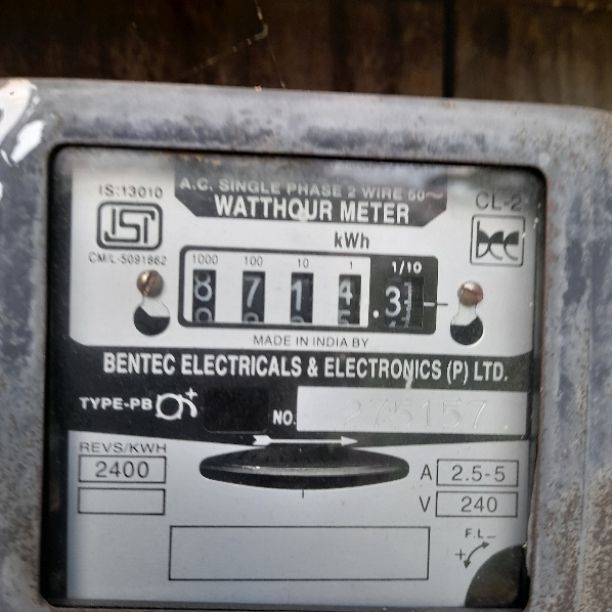 A.C. SINGLE PHASE 2 WIRE 50~
WATTHOUR METER
IS:13010
CL-2
ISI
CM/L-5091862
kWh
1000 100 10 1 1/10
8 7 1 4 .3
MADE IN INDIA BY
BENTEC ELECTRICALS & ELECTRONICS (P) LTD.
TYPE-PB
NO. 275157
REVS/KWH
2400
A 2.5-5
V 240
F.L
+ -